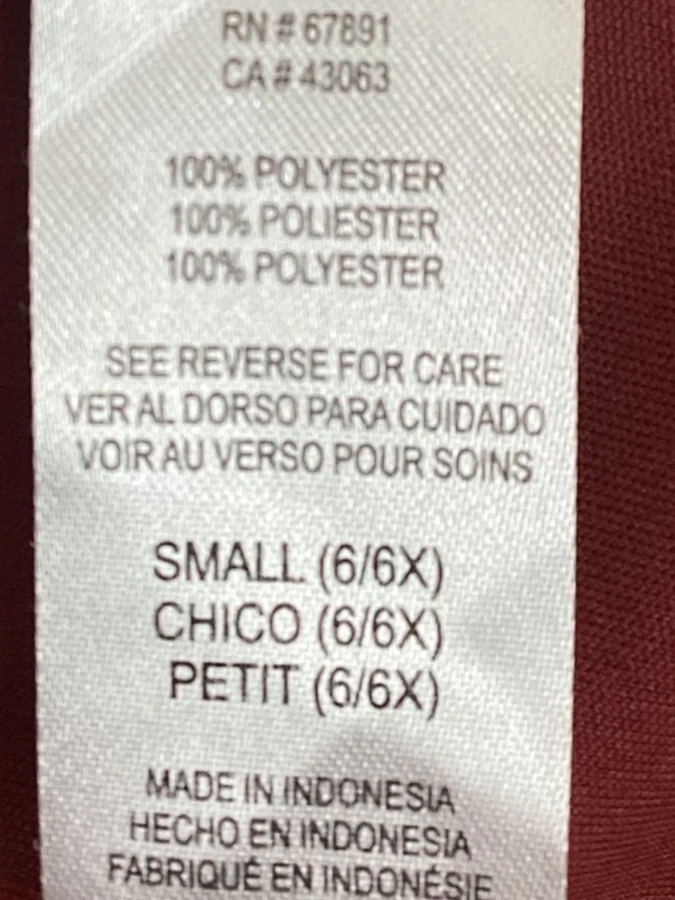 RN # 67891
CA # 43063
100% POLYESTER
100% POLIESTER
100% POLYESTER
SEE REVERSE FOR CARE
VER AL DORSO PARA CUIDADO
VOIR AU VERSO POUR SOINS
SMALL (6/6X)
CHICO (6/6X)
PETIT (6/6X)
MADE IN INDONESIA
HECHO EN INDONESIA
FABRIQUÉ EN INDONÉSIE